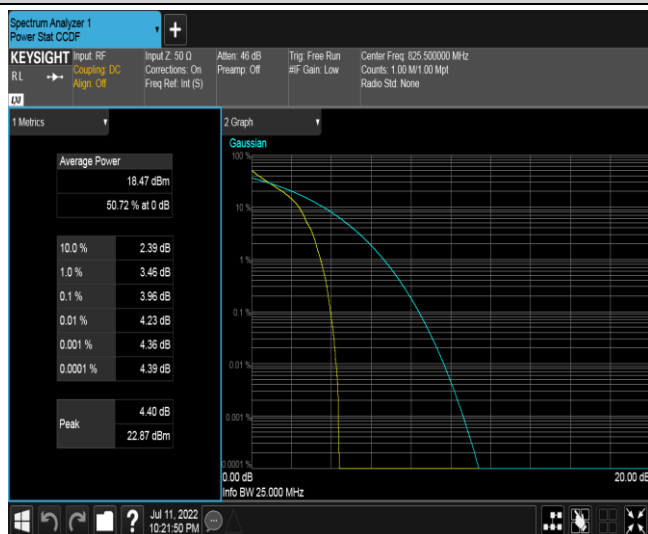 Spectrum Analyzer 1
Power Stat CCDF
+
KEYSIGHT
RL
LXI
Input: RF
Coupling: DC
Align: Off
Input Z: 50 Ω
Corrections: On
Freq Ref: Int (S)
Atten: 46 dB
Preamp: Off
Trig: Free Run
#IF Gain: Low
Center Freq: 825.500000 MHz
Counts: 1.00 M/1.00 Mpt
Radio Std: None
1 Metrics
Average Power
18.47 dBm
50.72 % at 0 dB
10.0 % 2.39 dB
1.0 % 3.46 dB
0.1 % 3.96 dB
0.01 % 4.23 dB
0.001 % 4.36 dB
0.0001 % 4.39 dB
Peak
4.40 dB
22.87 dBm
2 Graph
Gaussian
100 %
10 %
1 %
0.1 %
0.01 %
0.001 %
0.0001 %
0.00 dB 20.00 dB
Info BW 25.000 MHz
?
Jul 11, 2022
10:21:50 PM